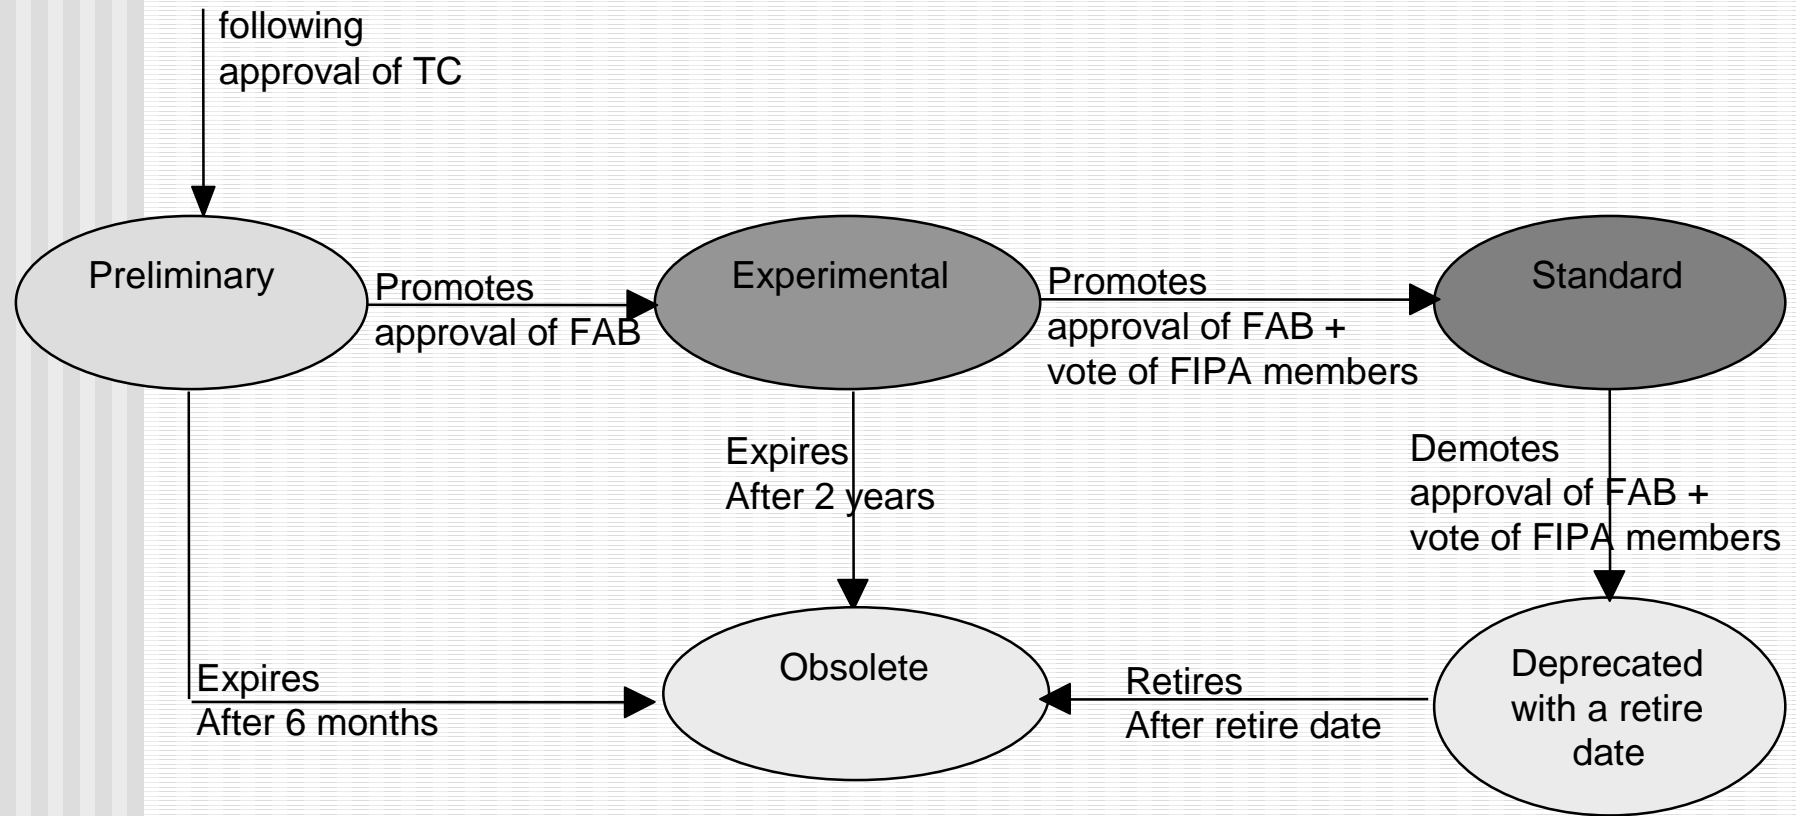 following
approval of TC
Preliminary
Promotes
approval of FAB
Experimental
Promotes
approval of FAB +
vote of FIPA members
Standard
Expires
After 2 years
Demotes
approval of FAB +
vote of FIPA members
Expires
After 6 months
Obsolete
Retires
After retire date
Deprecated
with a retire
date